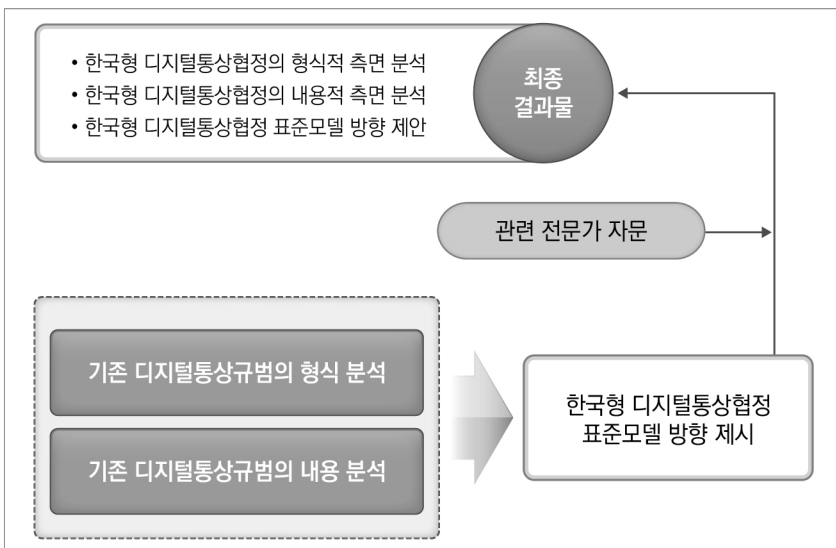 • 한국형 디지털통상협정의 형식적 측면 분석
• 한국형 디지털통상협정의 내용적 측면 분석
• 한국형 디지털통상협정 표준모델 방향 제안
최종
결과물
관련 전문가 자문
기존 디지털통상규범의 형식 분석
기존 디지털통상규범의 내용 분석
한국형 디지털통상협정
표준모델 방향 제시